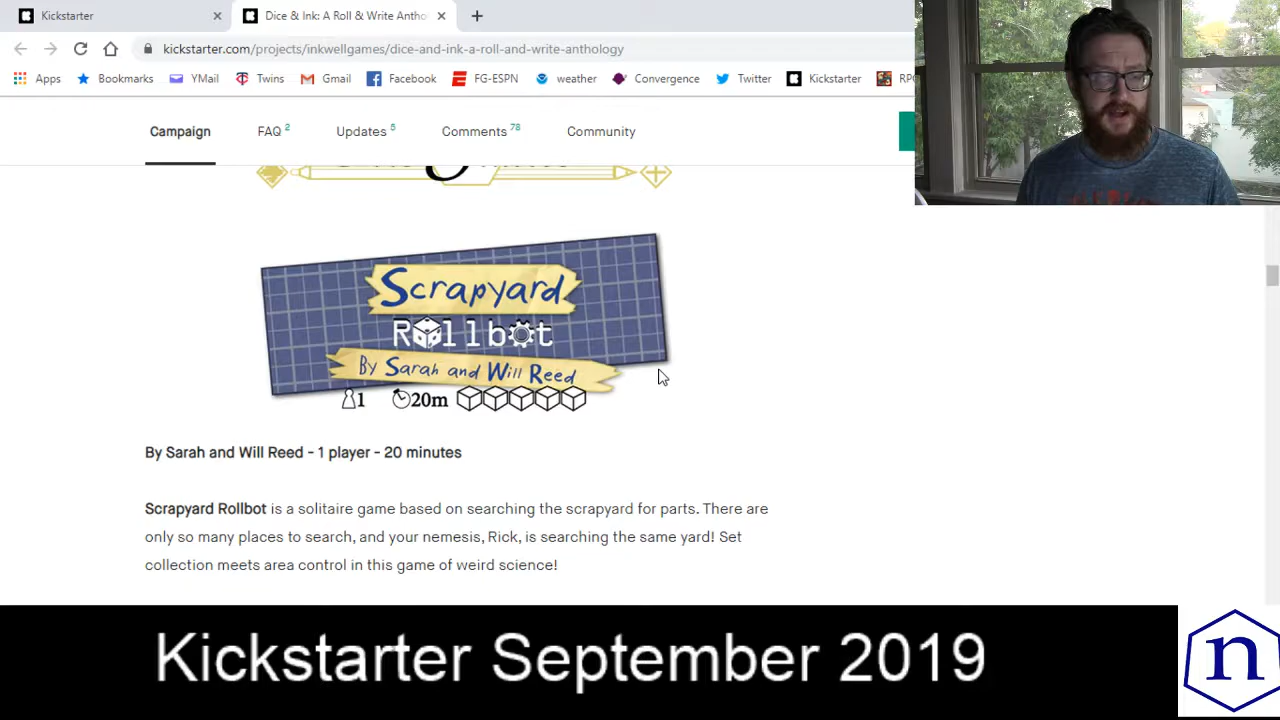 Kickstarter
Dice & Ink: A Roll & Write Antho
kickstarter.com/projects/inkwellgames/dice-and-ink-a-roll-and-write-anthology
Apps Bookmarks YMail Twins Gmail Facebook FG-ESPN weather Convergence Twitter Kickstarter RPG
Campaign FAQ 2 Updates 5 Comments 78 Community
Scrapyard
Rollbot
By Sarah and Will Reed
1 20m
By Sarah and Will Reed - 1 player - 20 minutes
Scrapyard Rollbot is a solitaire game based on searching the scrapyard for parts. There are
only so many places to search, and your nemesis, Rick, is searching the same yard! Set
collection meets area control in this game of weird science!
Kickstarter September 2019
n